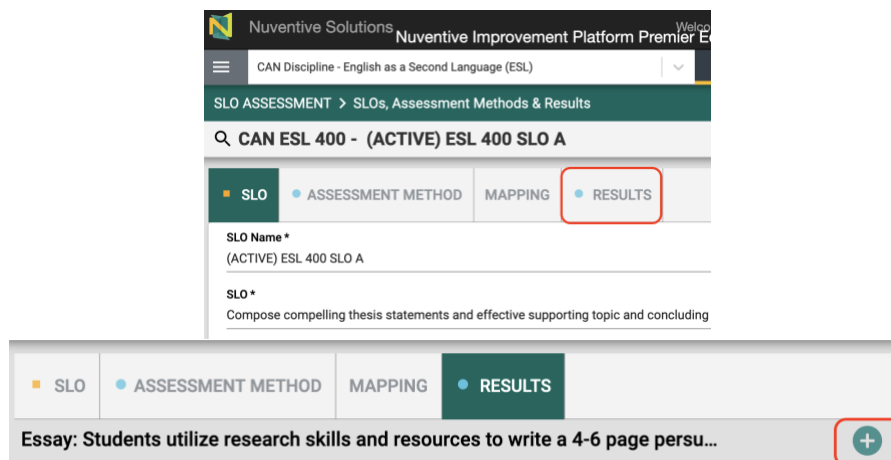 Nuventive Solutions Nuventive Improvement Platform Premier
CAN Discipline - English as a Second Language (ESL)
SLO ASSESSMENT > SLOs, Assessment Methods & Results
CAN ESL 400 - (ACTIVE) ESL 400 SLO A
SLO ASSESSMENT METHOD MAPPING RESULTS
SLO Name *
(ACTIVE) ESL 400 SLO A
SLO *
Compose compelling thesis statements and effective supporting topic and concluding
SLO ASSESSMENT METHOD MAPPING RESULTS
Essay: Students utilize research skills and resources to write a 4-6 page persu...